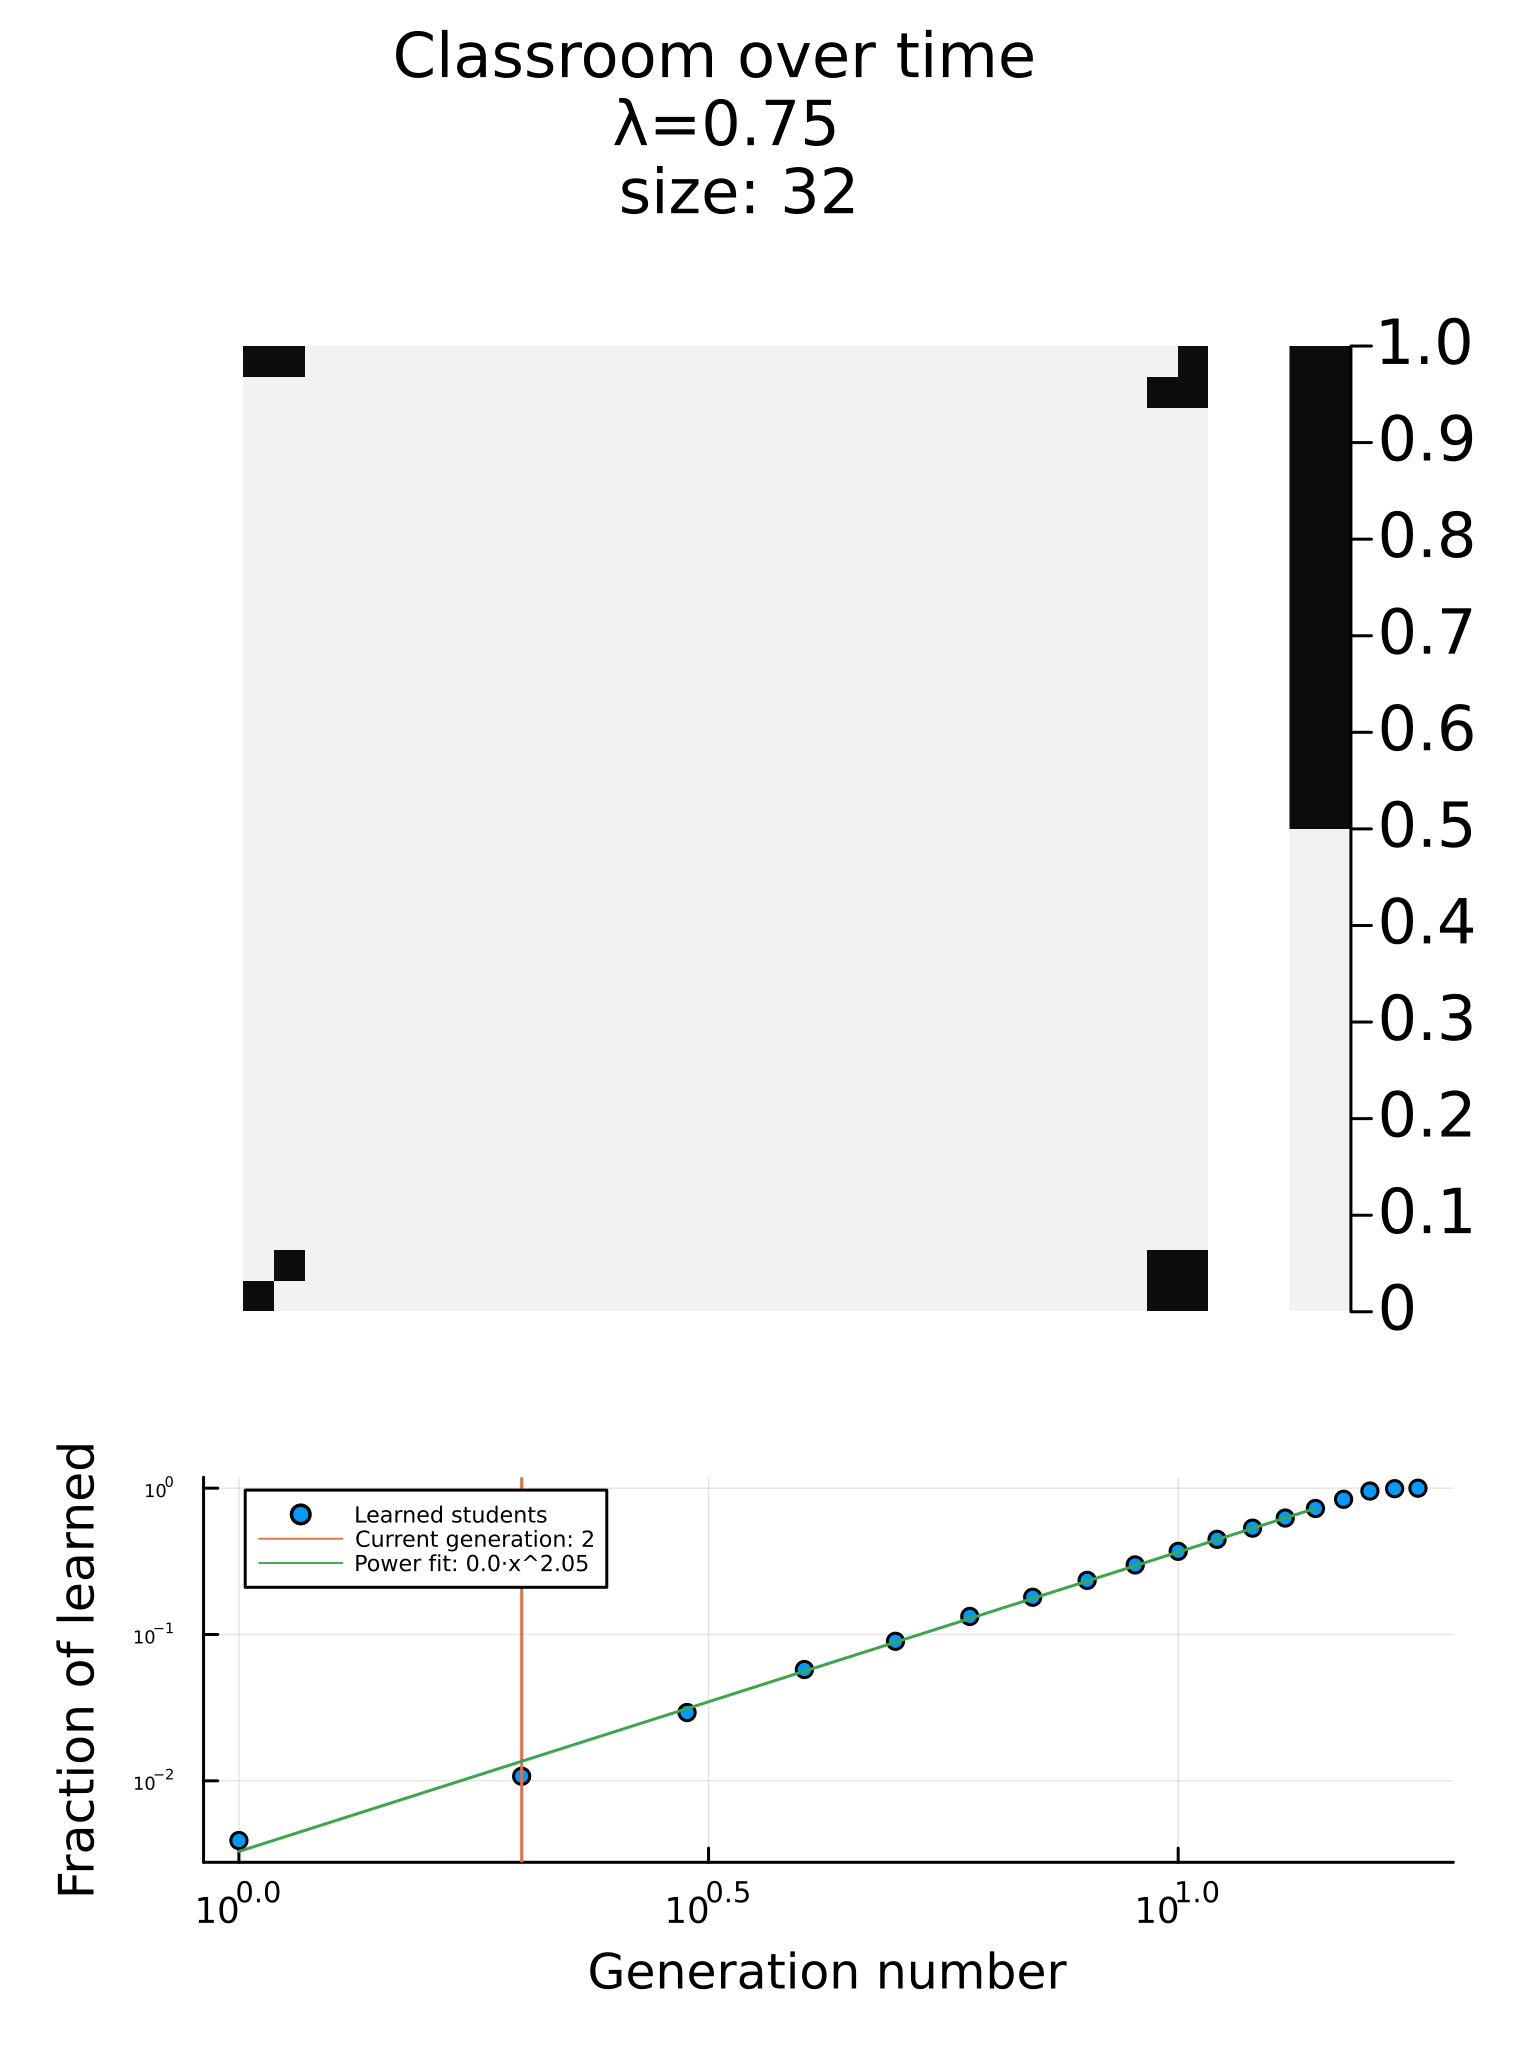 Classroom over time
λ=0.75
size: 32
1.0
0.9
0.8
0.7
0.6
0.5
0.4
0.3
0.2
0.1
0
Fraction of learned
10^0
10^-1
10^-2
Learned students
Current generation: 2
Power fit: 0.0·x^2.05
10^0.0 10^0.5 10^1.0
Generation number